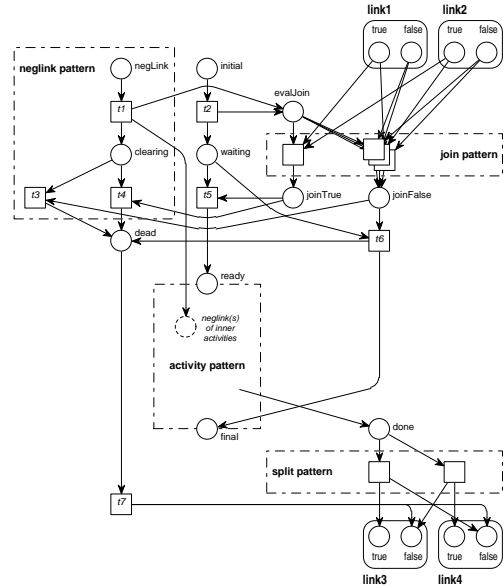 link1 link2
true false true false
neglink pattern negLink initial
evalJoin
t1 t2
clearing waiting join pattern
t3 t4 t5 joinTrue joinFalse
dead t6
ready
neglink(s)
of inner
activities
activity pattern
final done
split pattern
t7
true false true false
link3 link4